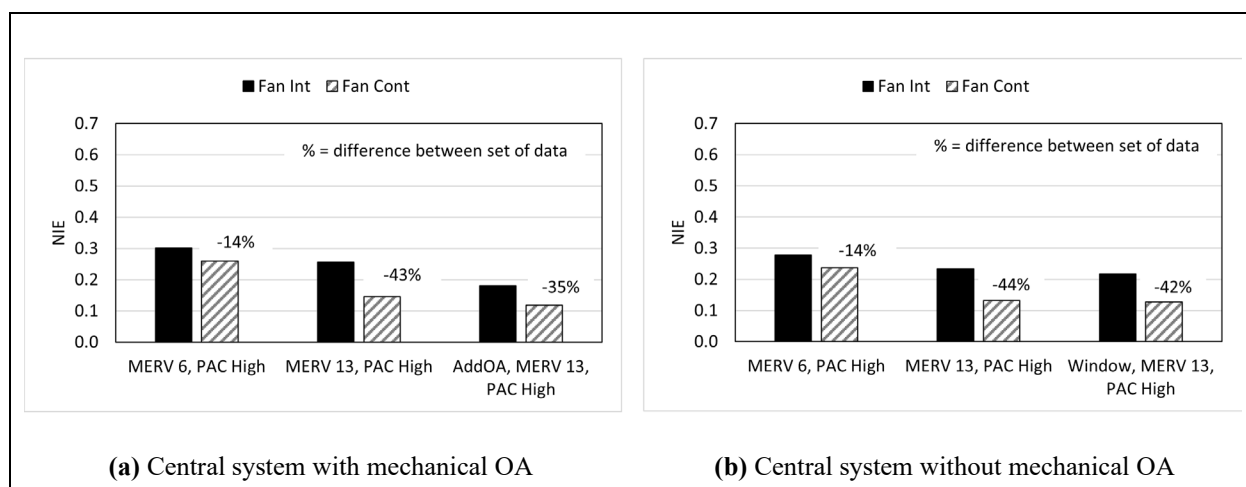 Fan Int Fan Cont
0.7
0.6
0.5
0.4
0.3
0.2
0.1
0.0
NIE
% = difference between set of data
-14%
-43%
-35%
MERV 6, PAC High MERV 13, PAC High AddOA, MERV 13,
PAC High
(a) Central system with mechanical OA
Fan Int Fan Cont
0.7
0.6
0.5
0.4
0.3
0.2
0.1
0.0
NIE
% = difference between set of data
-14%
-44%
-42%
MERV 6, PAC High MERV 13, PAC High Window, MERV 13,
PAC High
(b) Central system without mechanical OA